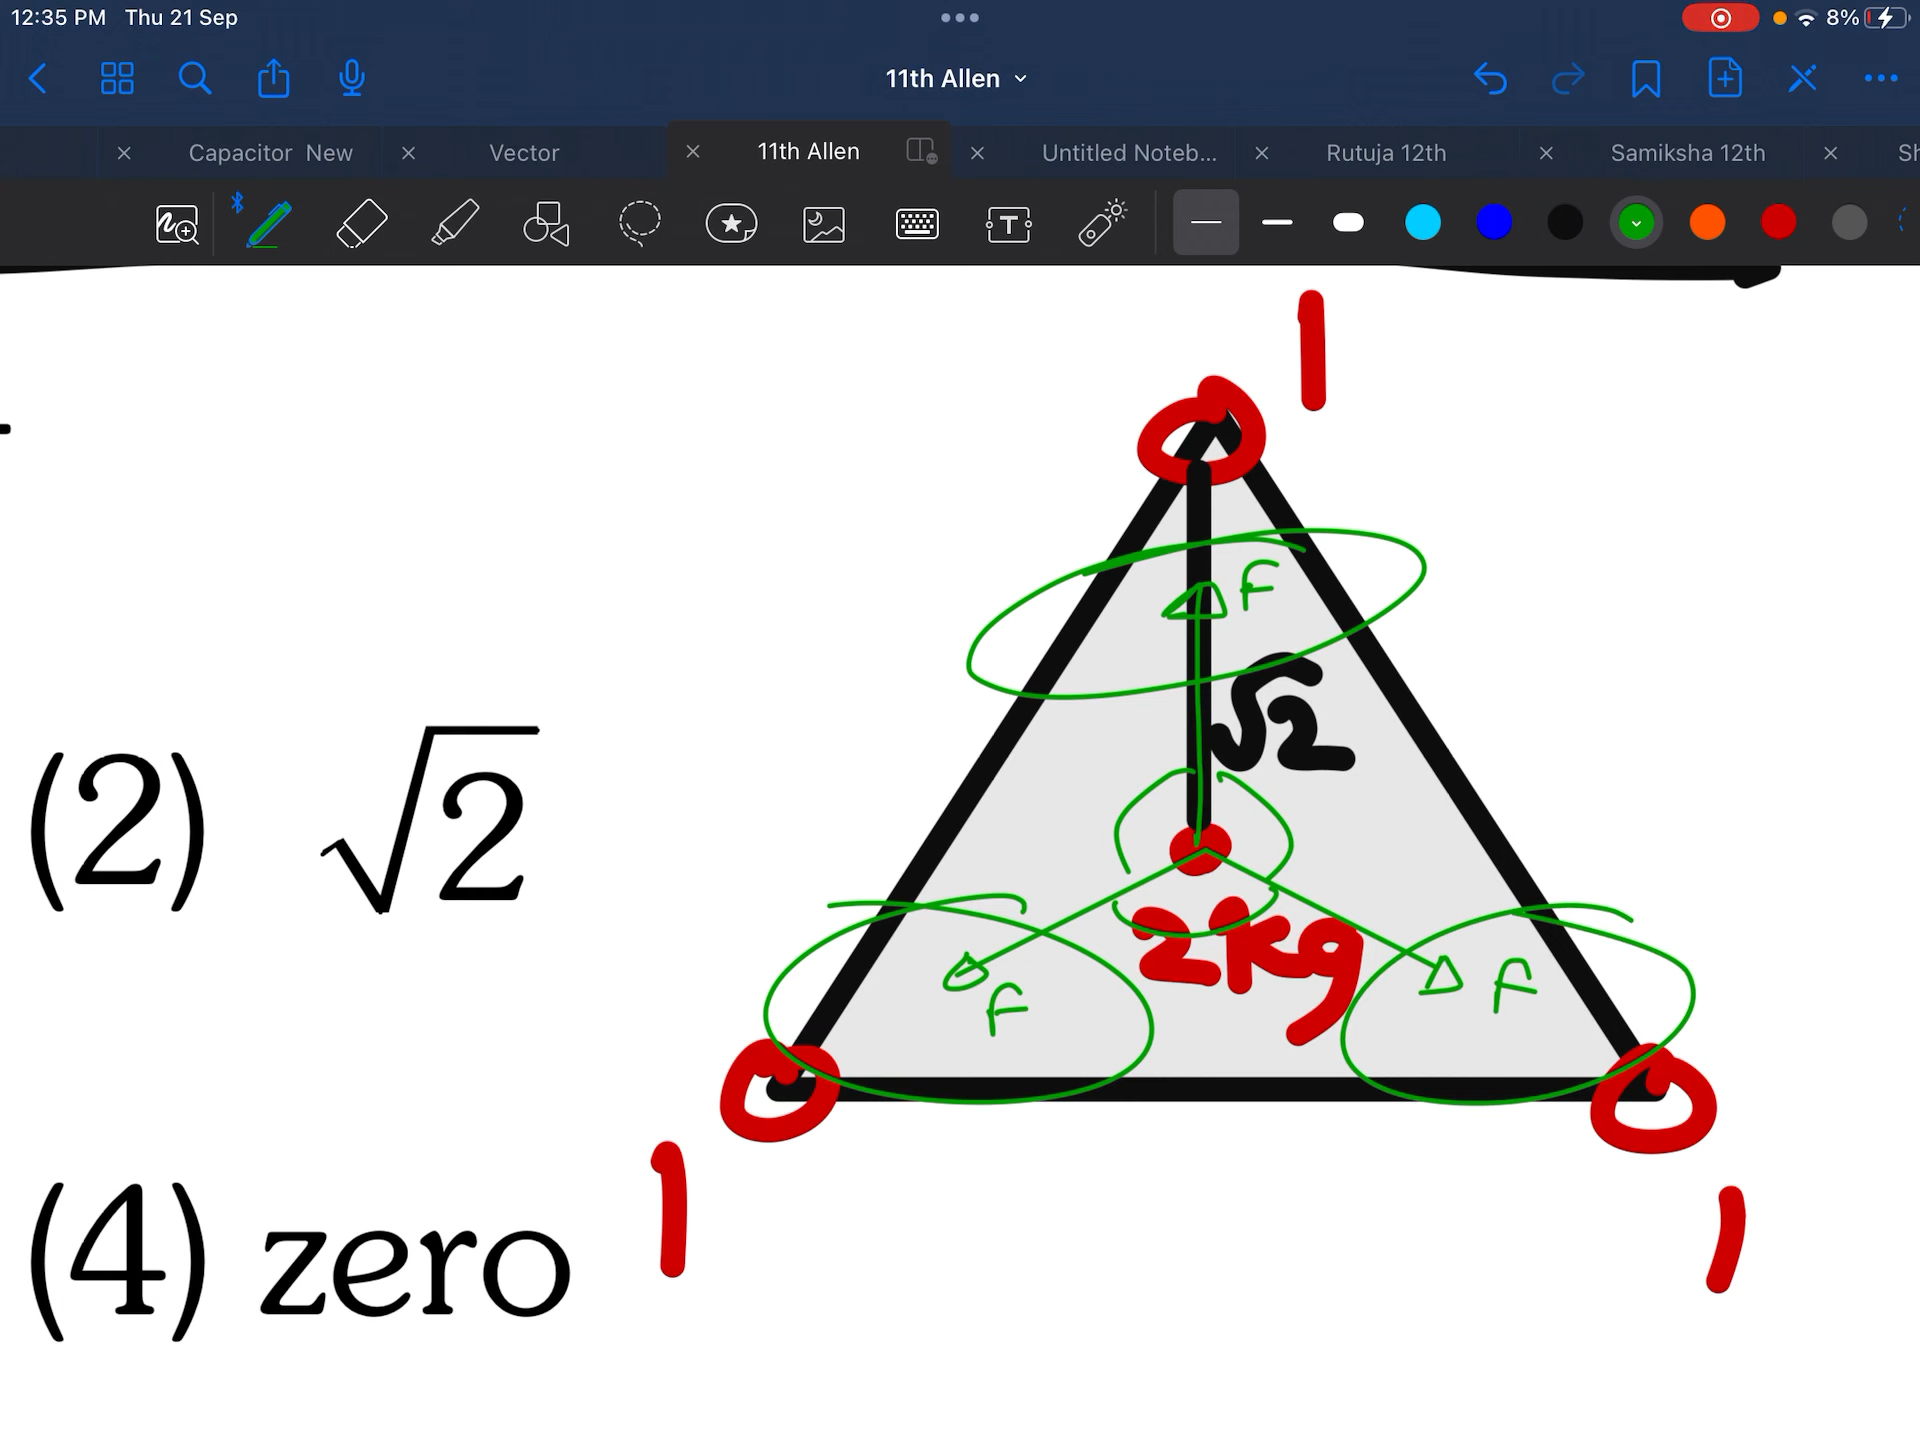 12:35 PM Thu 21 Sep
8%
11th Allen
Capacitor New
Vector
11th Allen
Untitled Noteb...
Rutuja 12th
Samiksha 12th
Sh
T
1
F
√2
(2) √2
2kg
F
F
1
1
(4) zero